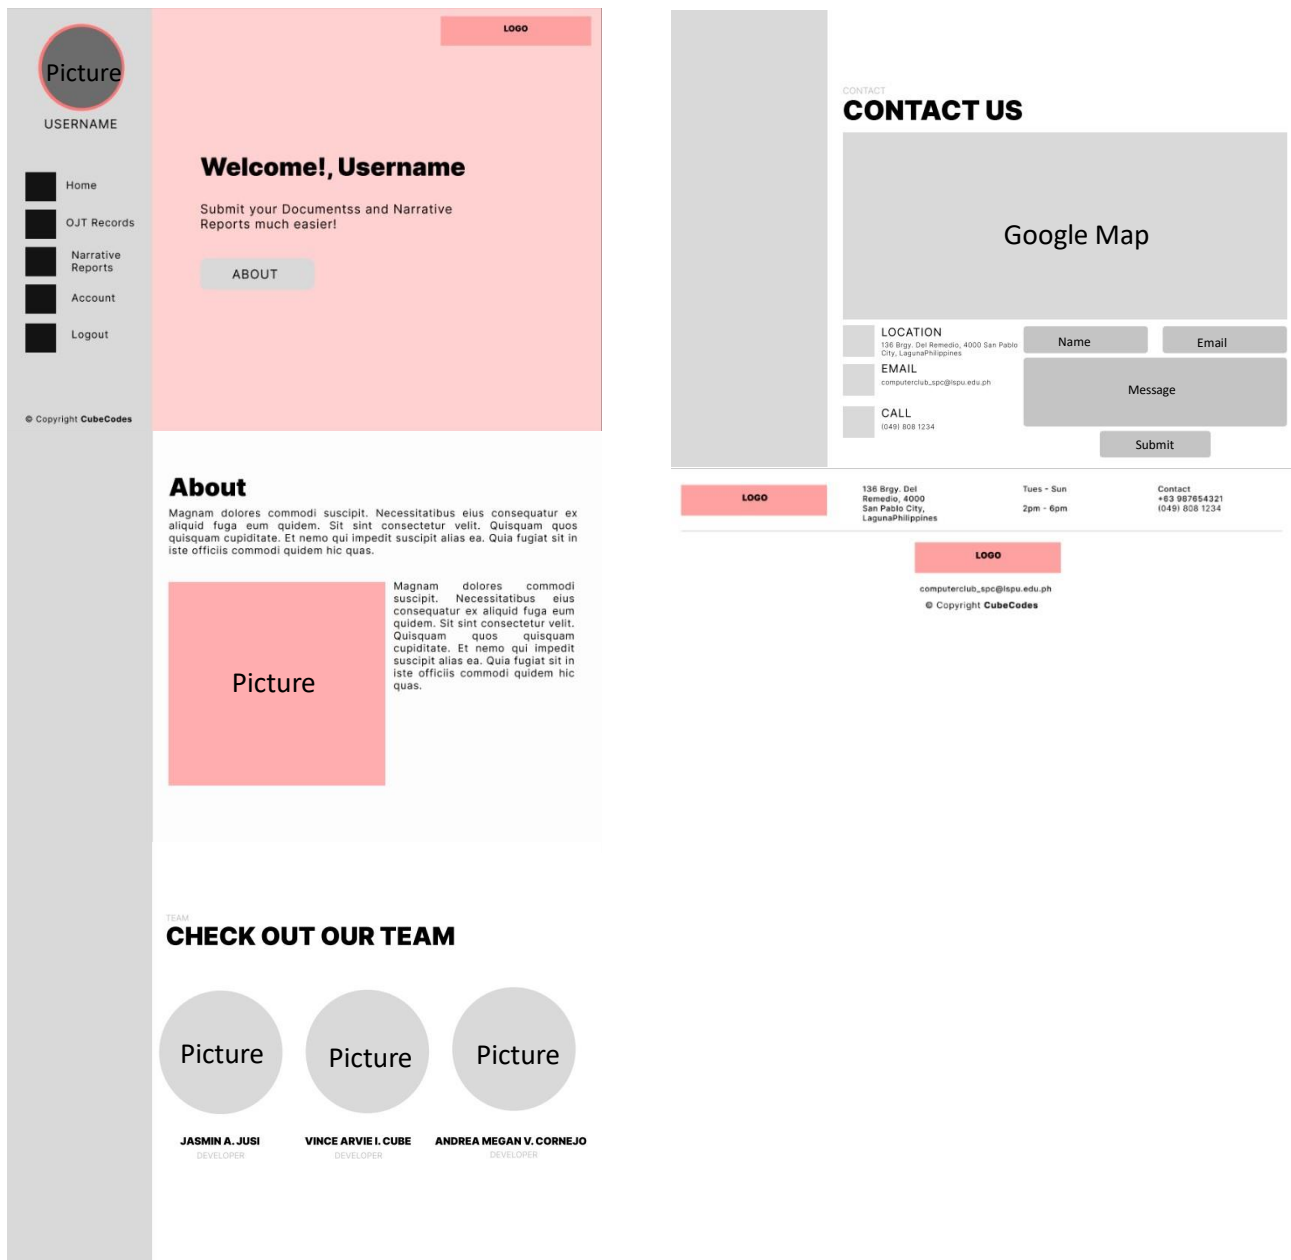 Picture
USERNAME
Home
OJT Records
Narrative
Reports
Account
Logout
© Copyright CubeCodes
LOGO
Welcome!, Username
Submit your Documentss and Narrative
Reports much easier!
ABOUT
About
Magnam dolores commodi suscipit. Necessitatibus eius consequatur ex
aliquid fuga eum quidem. Sit sint consectetur velit. Quisquam quos
quisquam cupiditate. Et nemo qui impedit suscipit alias ea. Quia fugiat sit in
iste officiis commodi quidem hic quas.
Picture
Magnam dolores commodi
suscipit. Necessitatibus eius
consequatur ex aliquid fuga eum
quidem. Sit sint consectetur velit.
Quisquam quos quisquam
cupiditate. Et nemo qui impedit
suscipit alias ea. Quia fugiat sit in
iste officiis commodi quidem hic
quas.
TEAM
CHECK OUT OUR TEAM
Picture
Picture
Picture
JASMIN A. JUSI
DEVELOPER
VINCE ARVIE I. CUBE
DEVELOPER
ANDREA MEGAN V. CORNEJO
DEVELOPER
CONTACT
CONTACT US
Google Map
LOCATION
136 Brgy. Del Remedio, 4000 San Pablo
City, LagunaPhilippines
EMAIL
computerclub_spc@lspu.edu.ph
CALL
(049) 808 1234
Name
Email
Message
Submit
LOGO
136 Brgy. Del
Remedio, 4000
San Pablo City,
LagunaPhilippines
Tues - Sun
2pm - 6pm
Contact
+63 987654321
(049) 808 1234
LOGO
computerclub_spc@lspu.edu.ph
© Copyright CubeCodes